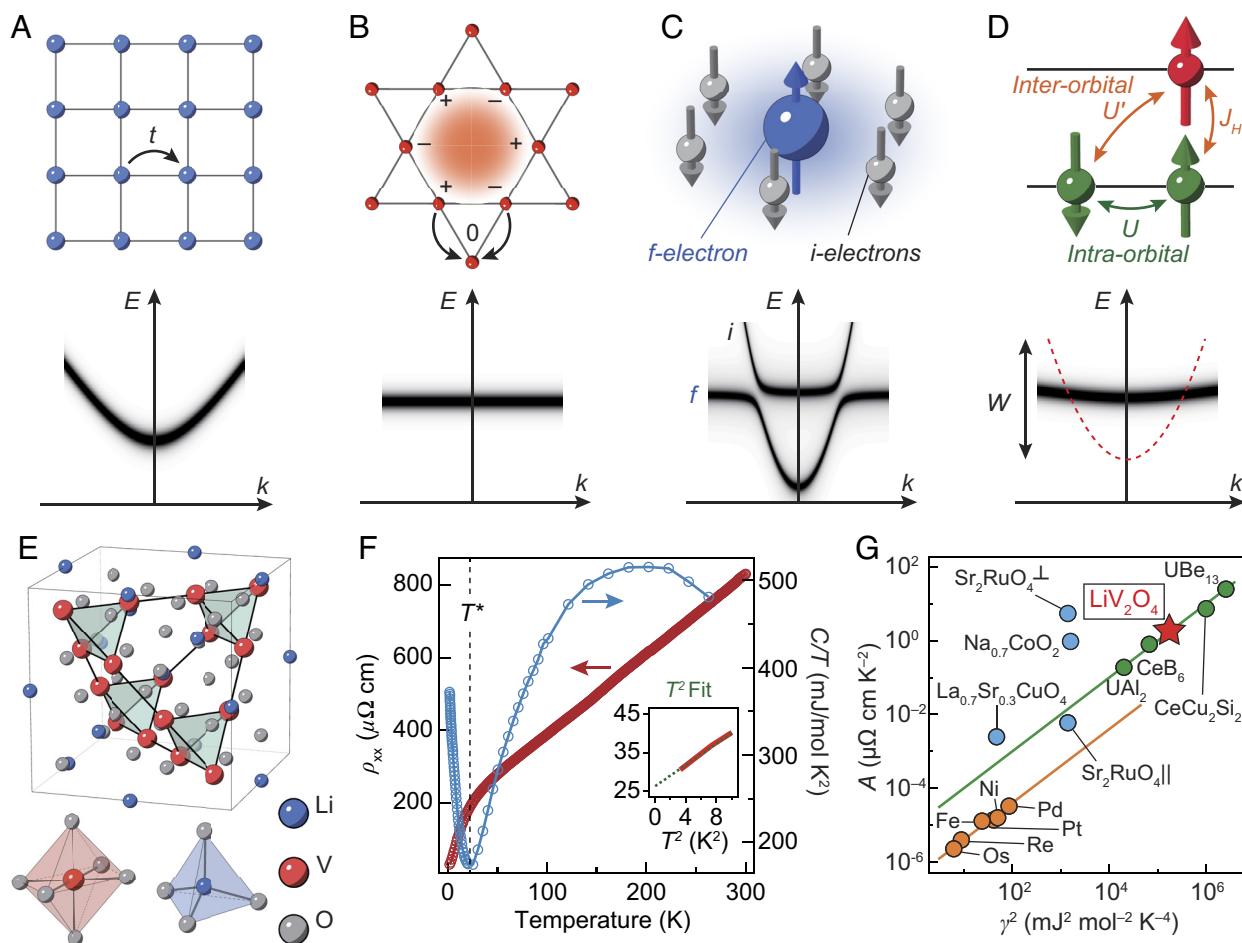 A
B
C
D
t
+
−
−
+
+
−
0
f-electron
i-electrons
Inter-orbital
U'
J_H
U
Intra-orbital
E
k
E
k
E
i
f
k
E
W
k
E
Li
V
O
F
800
600
400
200
ρ_xx (μΩ cm)
T*
T² Fit
45
35
25
0
4
8
T² (K²)
500
400
300
200
C/T (mJ/mol K²)
0
100
200
300
Temperature (K)
G
10²
10⁰
10⁻²
10⁻⁴
10⁻⁶
A (μΩ cm K⁻²)
Sr₂RuO₄⊥
UBe₁₃
LiV₂O₄
Na₀.₇CoO₂
CeB₆
UAl₂
La₀.₇Sr₀.₃CuO₄
CeCu₂Si₂
Sr₂RuO₄||
Ni
Pd
Fe
Pt
Re
Os
10²
10⁴
10⁶
γ² (mJ² mol⁻² K⁻⁴)